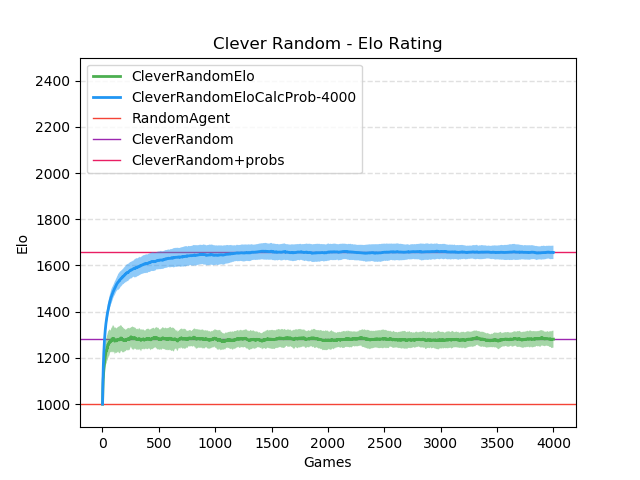 Clever Random - Elo Rating
CleverRandomElo
CleverRandomEloCalcProb-4000
RandomAgent
CleverRandom
CleverRandom+probs
Elo
2400
2200
2000
1800
1600
1400
1200
1000
0 500 1000 1500 2000 2500 3000 3500 4000
Games